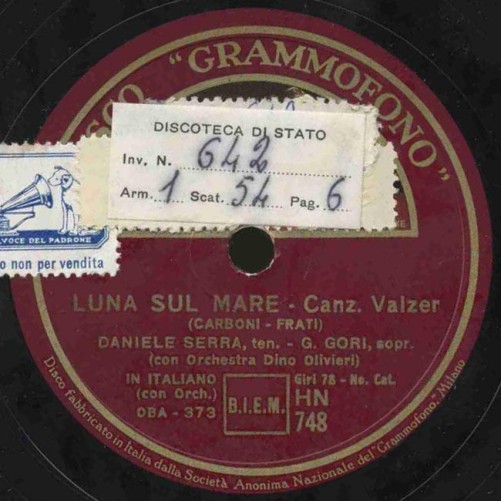 DISCO "GRAMMOFONO"
DISCOTECA DI STATO
Inv. N. 642
Arm. 1 Scat. 54 Pag. 6
VOCE DEL PADRONE
o non per vendita
LUNA SUL MARE - Canz. Valzer
(CARBONI - FRATI)
DANIELE SERRA, ten. - G. GORI, sopr.
(con Orchestra Dino Olivieri)
IN ITALIANO
(con Orch.)
OBA - 373
B.I.E.M.
Giri 78 - No. Cat.
HN
748
Disco fabbricato in Italia dalla Società Anonima Nazionale del "Grammofono," Milano